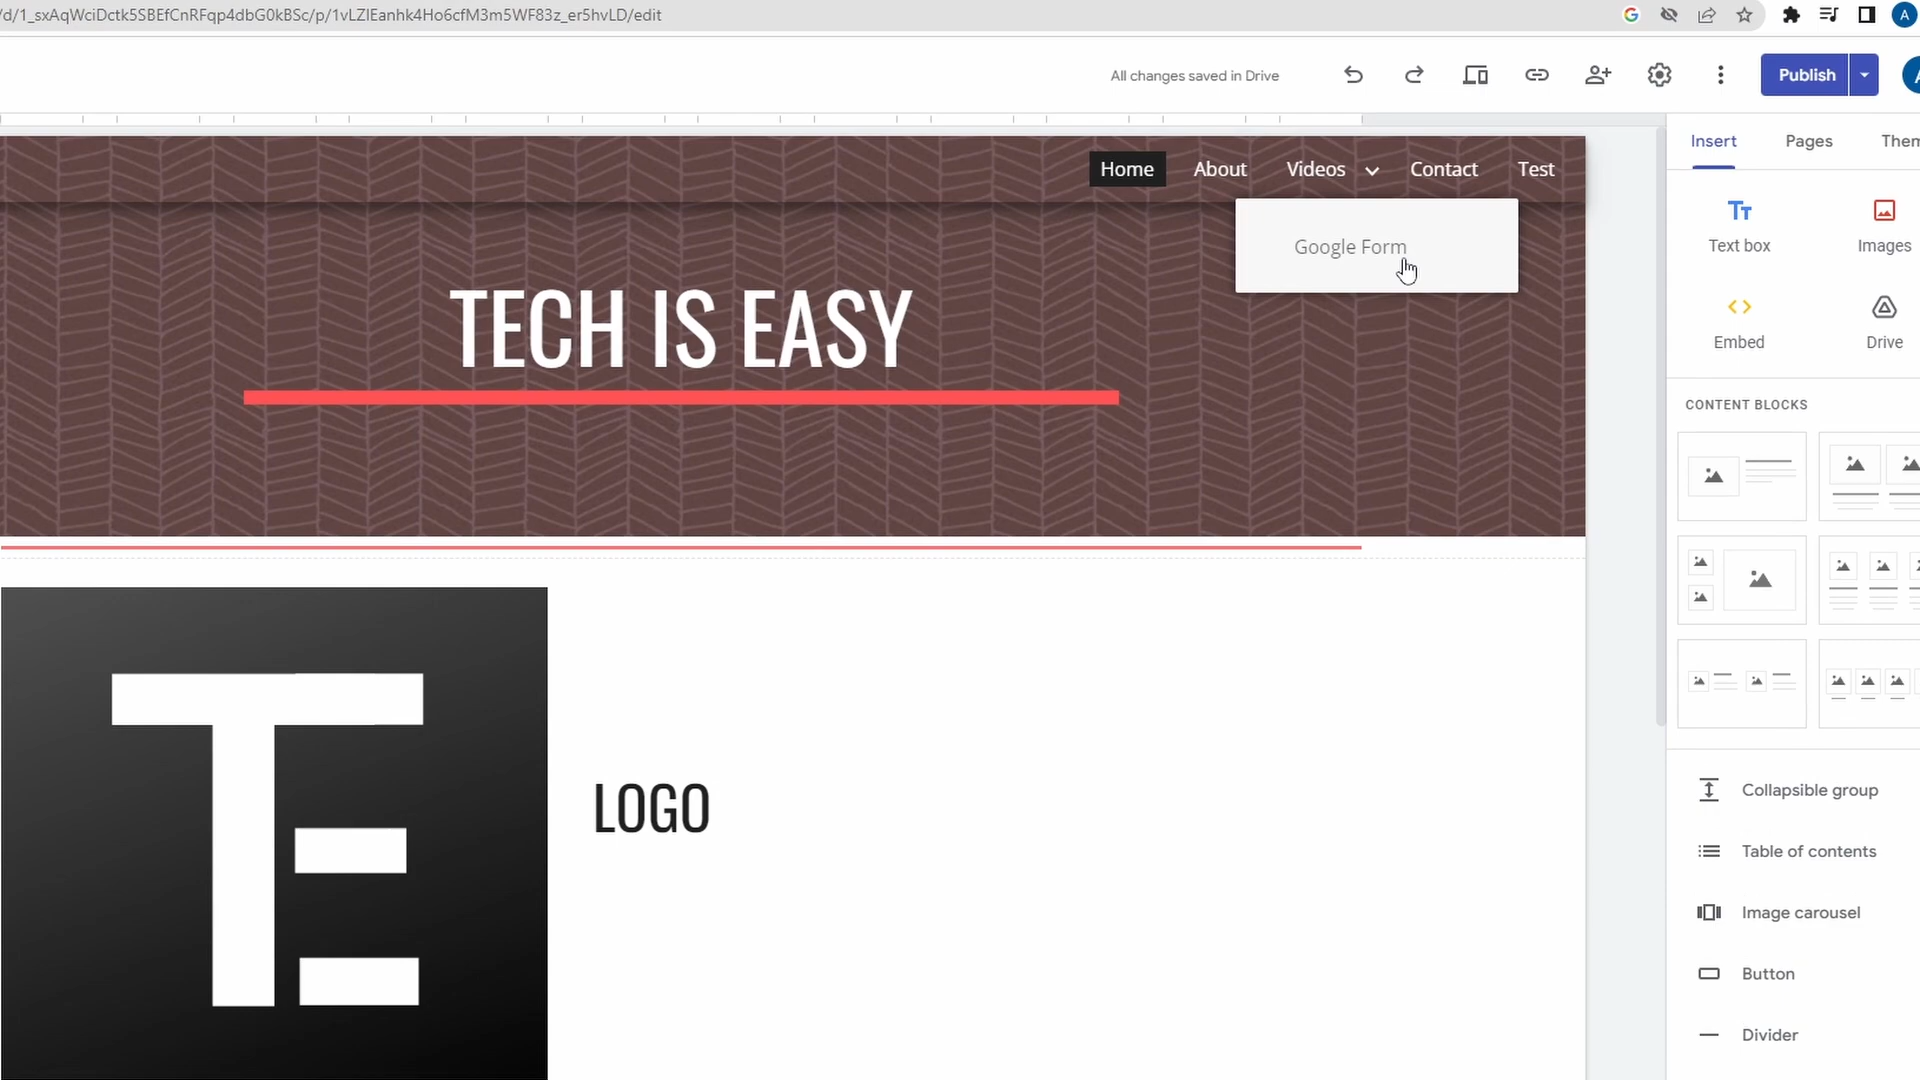 /d/1_sxAqWciDctk5SBEfCnRFqp4dbG0kBSc/p/1vLZlEanhk4Ho6cfM3m5WF83z_er5hvLD/edit
A
All changes saved in Drive
Publish
Insert
Pages
Them
Home
About
Videos
Contact
Test
Google Form
TECH IS EASY
LOGO
Text box
Images
Embed
Drive
CONTENT BLOCKS
Collapsible group
Table of contents
Image carousel
Button
Divider